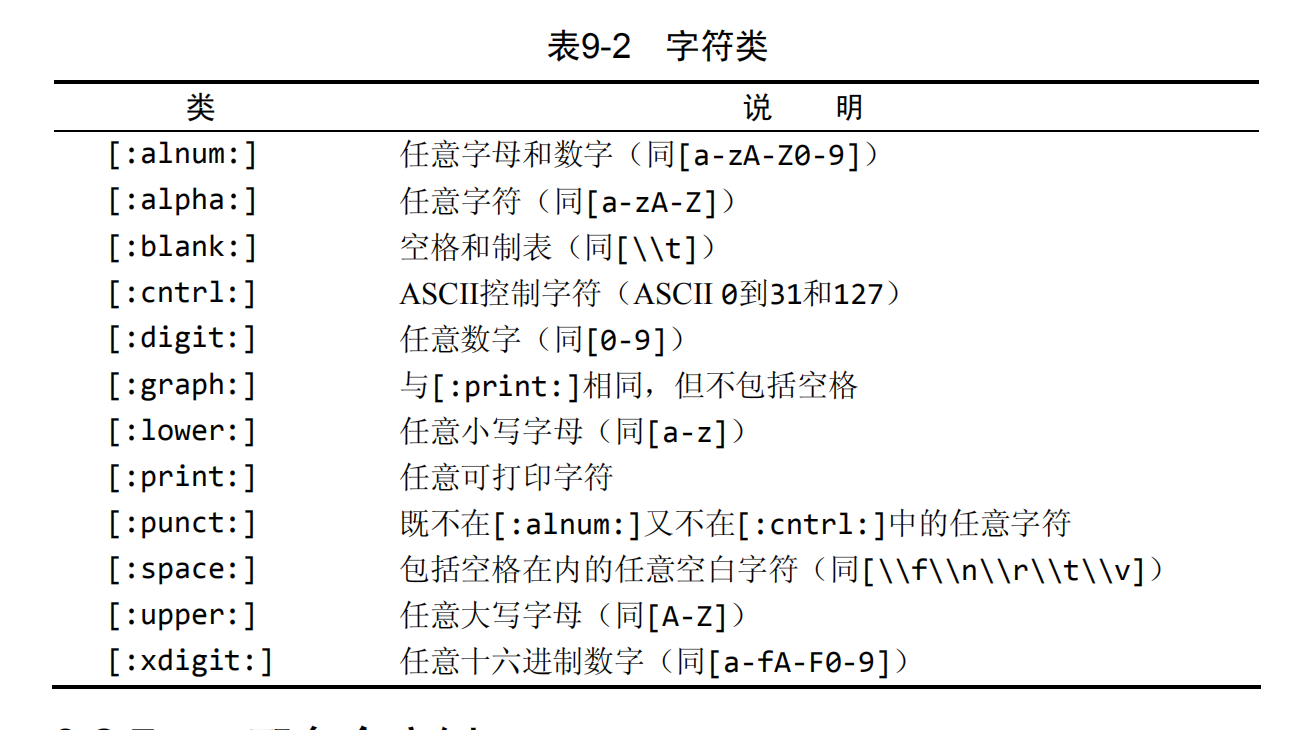 表9-2 字符类
类 说 明
[:alnum:] 任意字母和数字（同[a-zA-Z0-9]）
[:alpha:] 任意字符（同[a-zA-Z]）
[:blank:] 空格和制表（同[\\t]）
[:cntrl:] ASCII控制字符（ASCII 0到31和127）
[:digit:] 任意数字（同[0-9]）
[:graph:] 与[:print:]相同，但不包括空格
[:lower:] 任意小写字母（同[a-z]）
[:print:] 任意可打印字符
[:punct:] 既不在[:alnum:]又不在[:cntrl:]中的任意字符
[:space:] 包括空格在内的任意空白字符（同[\\f\\n\\r\\t\\v]）
[:upper:] 任意大写字母（同[A-Z]）
[:xdigit:] 任意十六进制数字（同[a-fA-F0-9]）